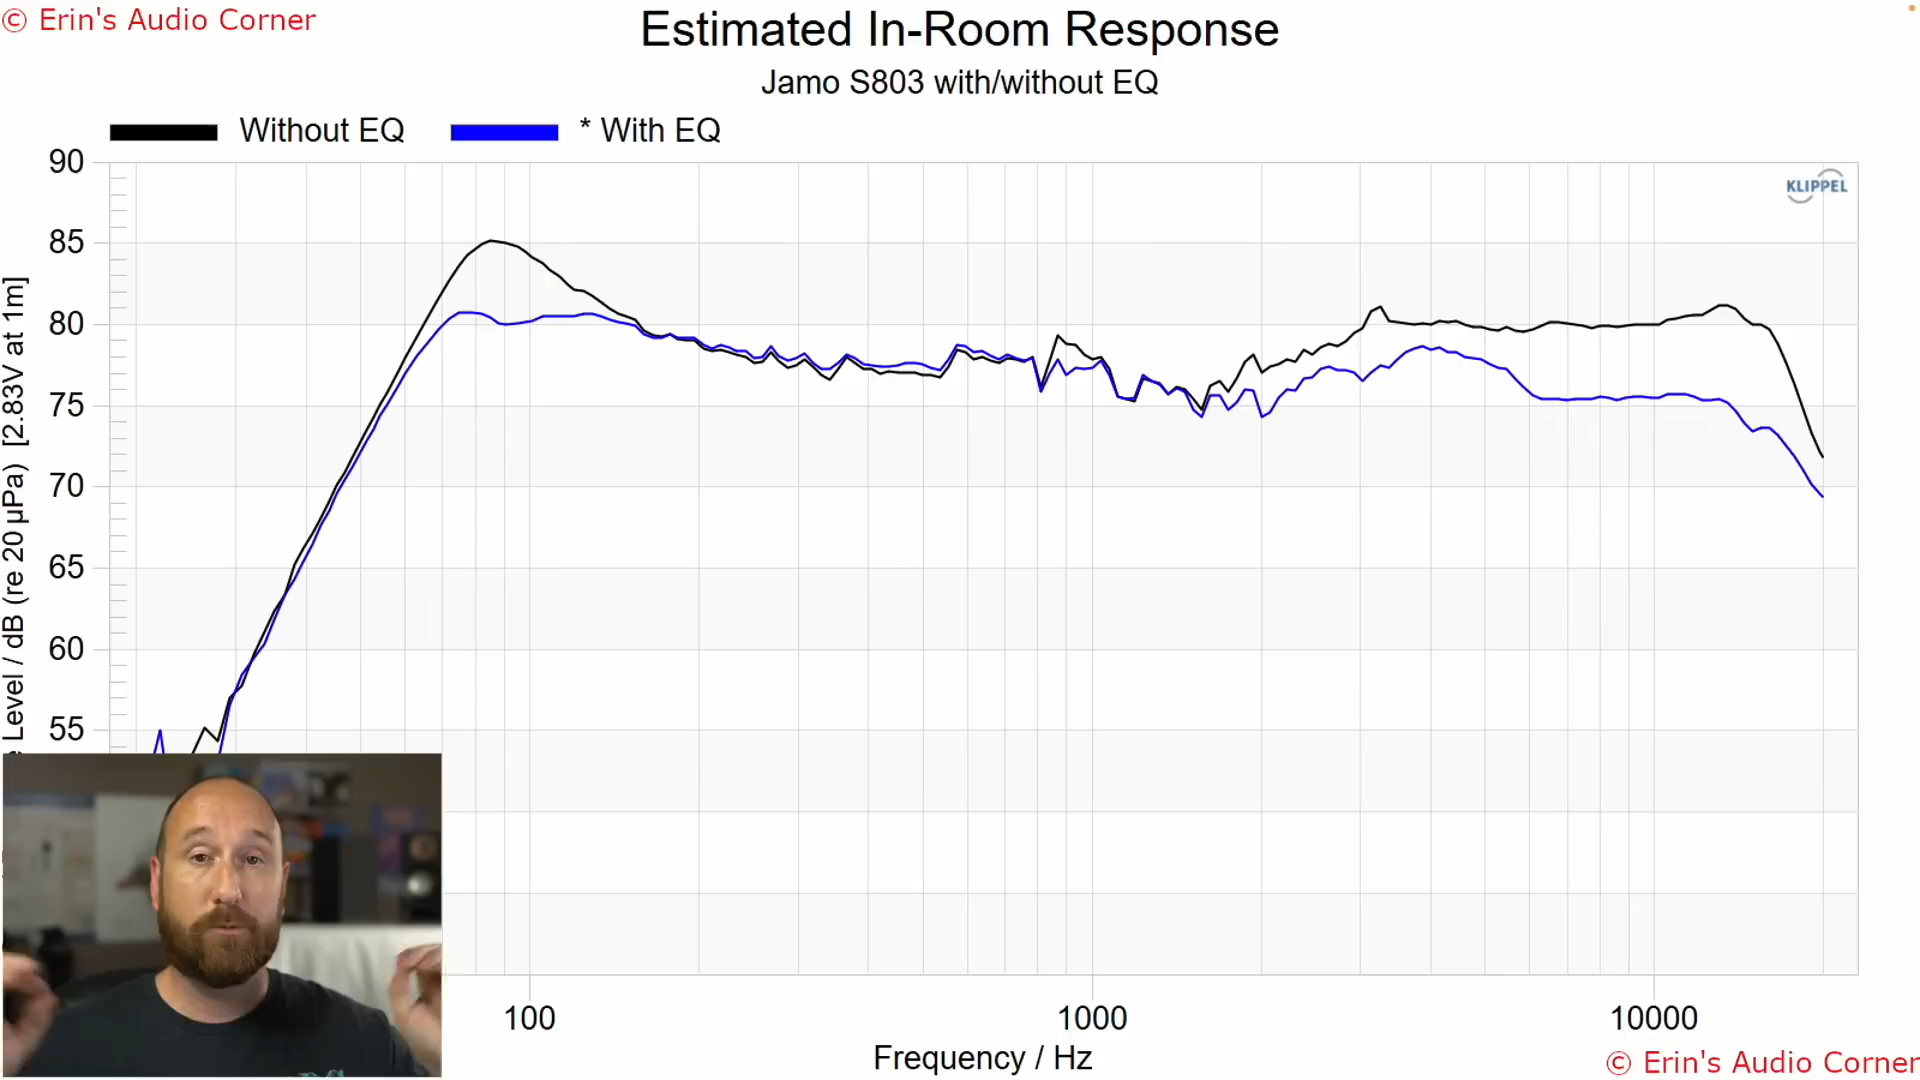 © Erin's Audio Corner
Estimated In-Room Response
Jamo S803 with/without EQ
Without EQ
* With EQ
KLIPPEL
90
85
80
75
70
65
60
55
Level / dB (re 20 µPa) [2.83V at 1m]
100
1000
10000
Frequency / Hz
© Erin's Audio Corner